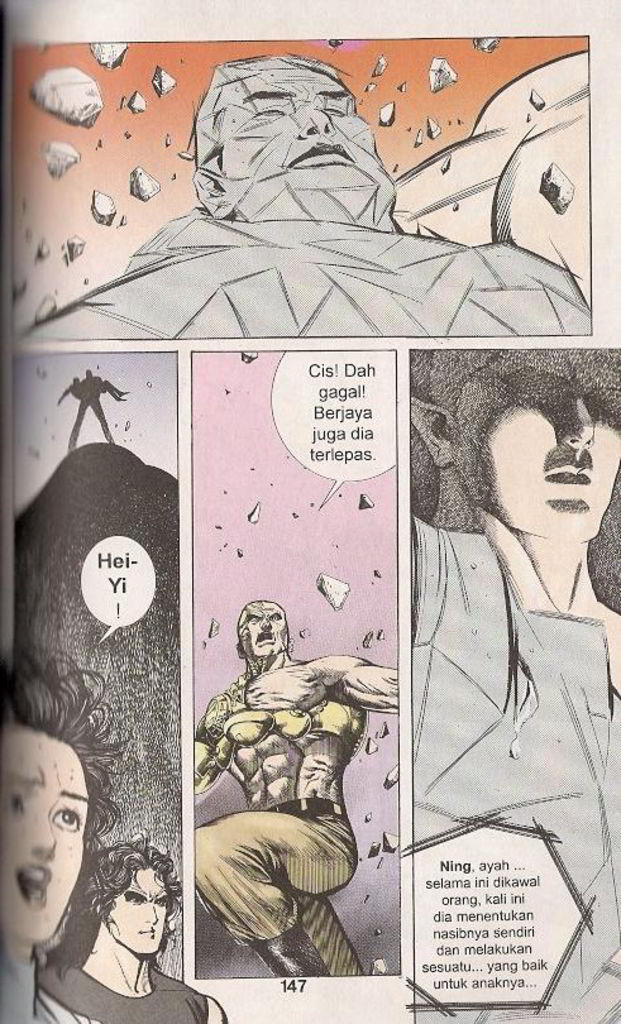 Hei-
Yi
!
Cis! Dah
gagal!
Berjaya
juga dia
terlepas.
Ning, ayah ...
selama ini dikawal
orang, kali ini
dia menentukan
nasibnya sendiri
dan melakukan
sesuatu... yang baik
untuk anaknya...
147